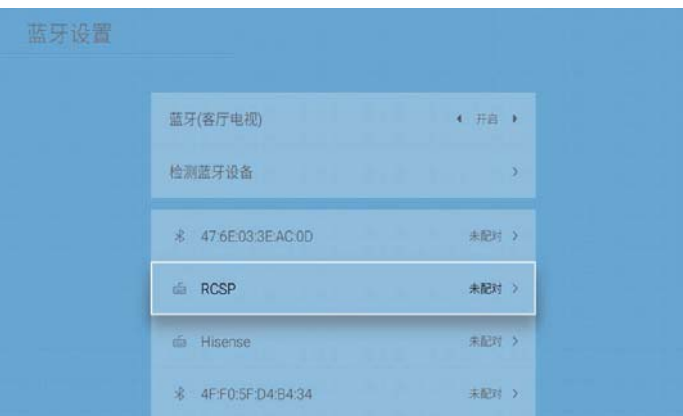 蓝牙设置
蓝牙(客厅电视) 开启
检测蓝牙设备
47:6E:03:3E:AC:0D 未配对
RCSP 未配对
Hisense 未配对
4F:F0:5F:D4:B4:34 未配对